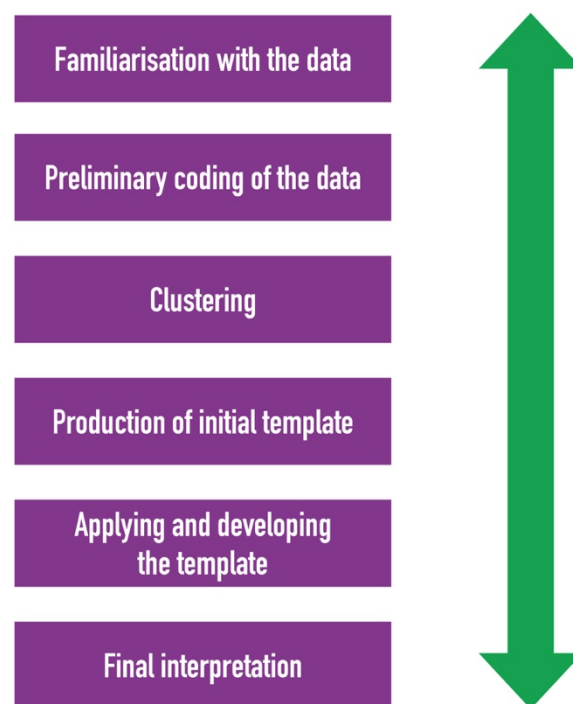 Familiarisation with the data
Preliminary coding of the data
Clustering
Production of initial template
Applying and developing
the template
Final interpretation